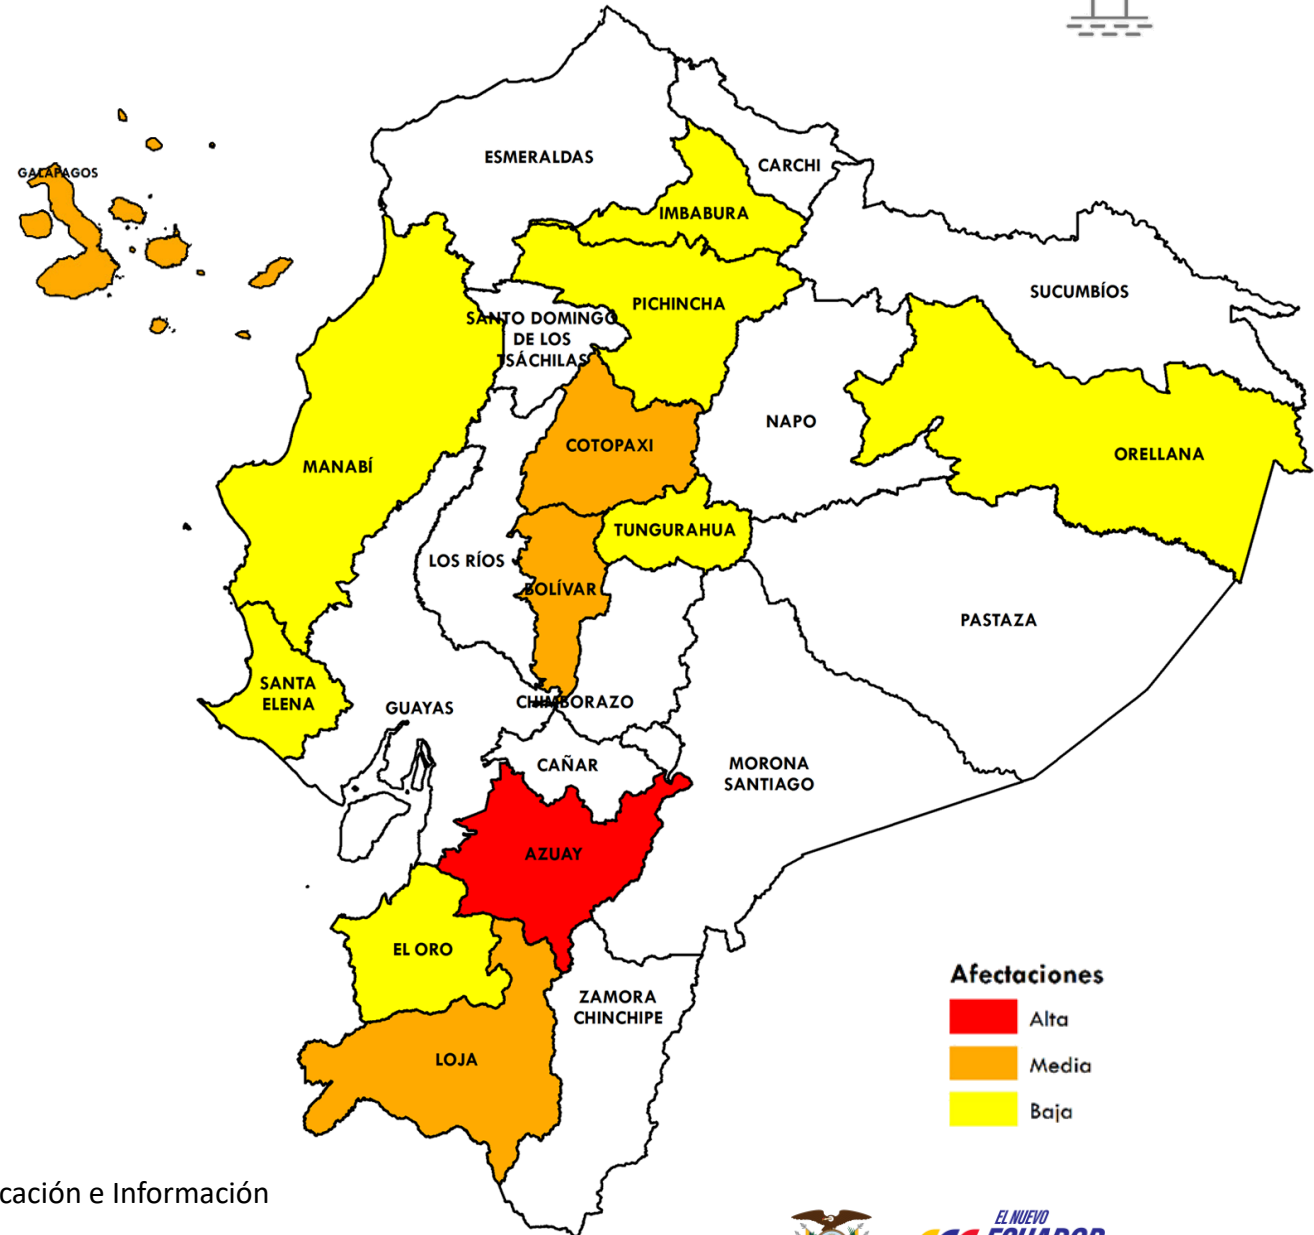 ESMERALDAS
CARCHI
GALÁPAGOS
IMBABURA
SUCUMBÍOS
PICHINCHA
SANTO DOMINGO
DE LOS
TSÁCHILAS
NAPO
COTOPAXI
ORELLANA
MANABÍ
TUNGURAHUA
LOS RÍOS
BOLÍVAR
PASTAZA
SANTA
ELENA
CHIMBORAZO
GUAYAS
CAÑAR
MORONA
SANTIAGO
AZUAY
EL ORO
ZAMORA
CHINCHIPE
LOJA
Afectaciones
Alta
Media
Baja
cación e Información
EL NUEVO
ECUADOR